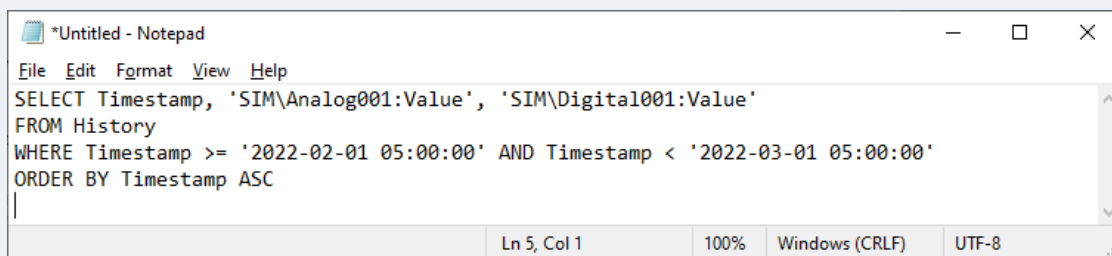 *Untitled - Notepad
File Edit Format View Help
SELECT Timestamp, 'SIM\Analog001:Value', 'SIM\Digital001:Value'
FROM History
WHERE Timestamp >= '2022-02-01 05:00:00' AND Timestamp < '2022-03-01 05:00:00'
ORDER BY Timestamp ASC
Ln 5, Col 1 100% Windows (CRLF) UTF-8